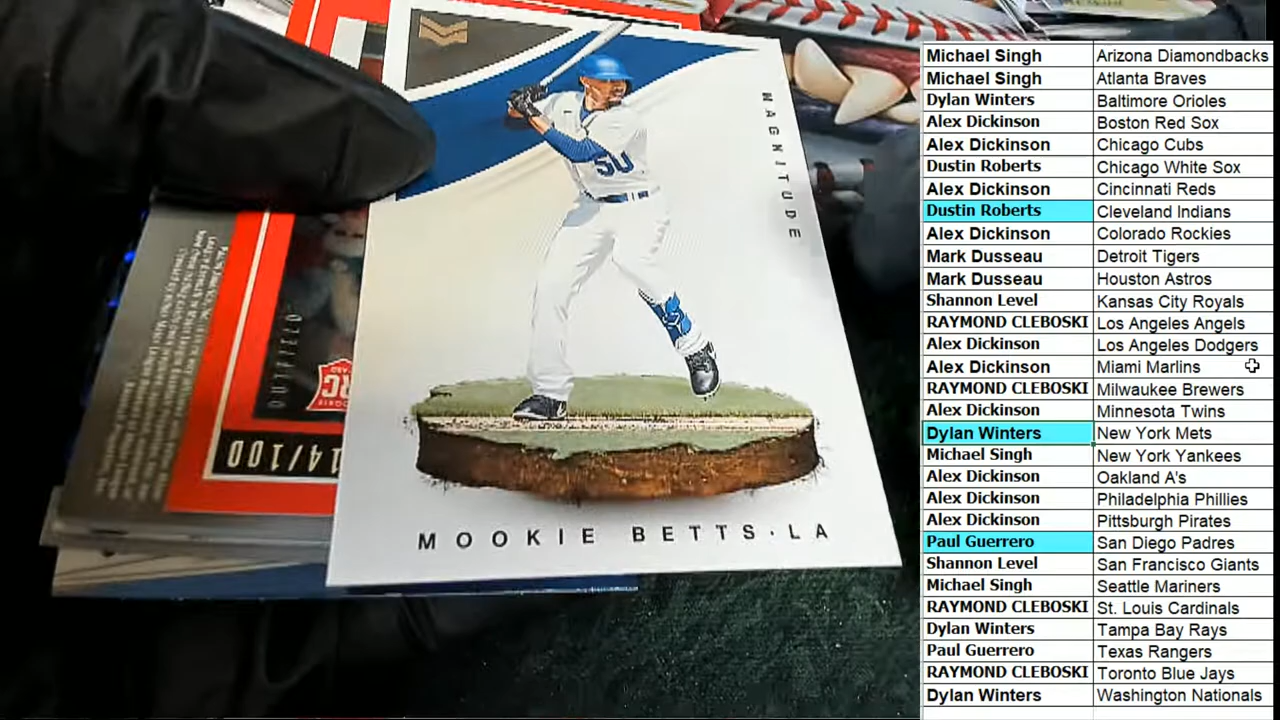 MAGNITUDE
50
MOOKIE BETTS·LA
OUTFIELD
RC
14/100
Michael Singh Arizona Diamondbacks
Michael Singh Atlanta Braves
Dylan Winters Baltimore Orioles
Alex Dickinson Boston Red Sox
Alex Dickinson Chicago Cubs
Dustin Roberts Chicago White Sox
Alex Dickinson Cincinnati Reds
Dustin Roberts Cleveland Indians
Alex Dickinson Colorado Rockies
Mark Dusseau Detroit Tigers
Mark Dusseau Houston Astros
Shannon Level Kansas City Royals
RAYMOND CLEBOSKI Los Angeles Angels
Alex Dickinson Los Angeles Dodgers
Alex Dickinson Miami Marlins
RAYMOND CLEBOSKI Milwaukee Brewers
Alex Dickinson Minnesota Twins
Dylan Winters New York Mets
Michael Singh New York Yankees
Alex Dickinson Oakland A's
Alex Dickinson Philadelphia Phillies
Alex Dickinson Pittsburgh Pirates
Paul Guerrero San Diego Padres
Shannon Level San Francisco Giants
Michael Singh Seattle Mariners
RAYMOND CLEBOSKI St. Louis Cardinals
Dylan Winters Tampa Bay Rays
Paul Guerrero Texas Rangers
RAYMOND CLEBOSKI Toronto Blue Jays
Dylan Winters Washington Nationals